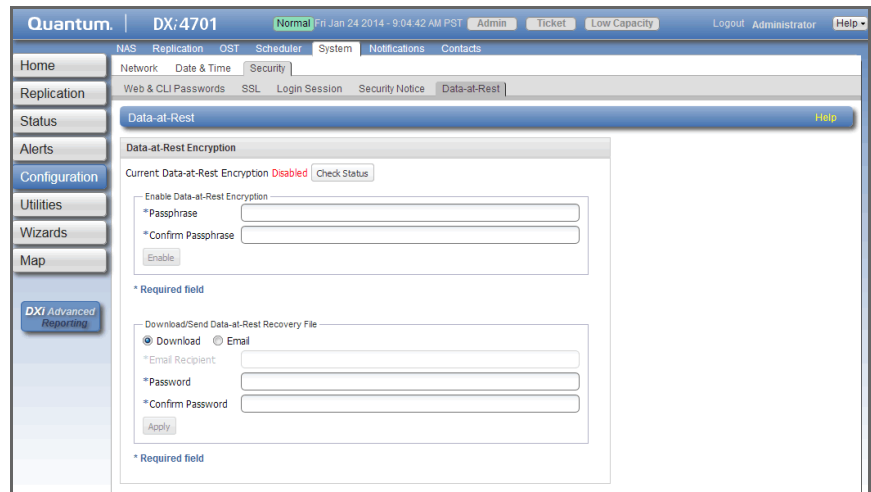 Quantum. DXi4701 Normal Fri Jan 24 2014 - 9:04:42 AM PST Admin Ticket Low Capacity Logout Administrator Help
NAS Replication OST Scheduler System Notifications Contacts
Home
Network Date & Time Security
Replication
Web & CLI Passwords SSL Login Session Security Notice Data-at-Rest
Status
Data-at-Rest Help
Alerts
Data-at-Rest Encryption
Configuration
Current Data-at-Rest Encryption Disabled Check Status
Utilities
Enable Data-at-Rest Encryption
*Passphrase
Wizards
*Confirm Passphrase
Map
Enable
* Required field
DXi Advanced
Reporting
Download/Send Data-at-Rest Recovery File
Download Email
*Email Recipient
*Password
*Confirm Password
Apply
* Required field